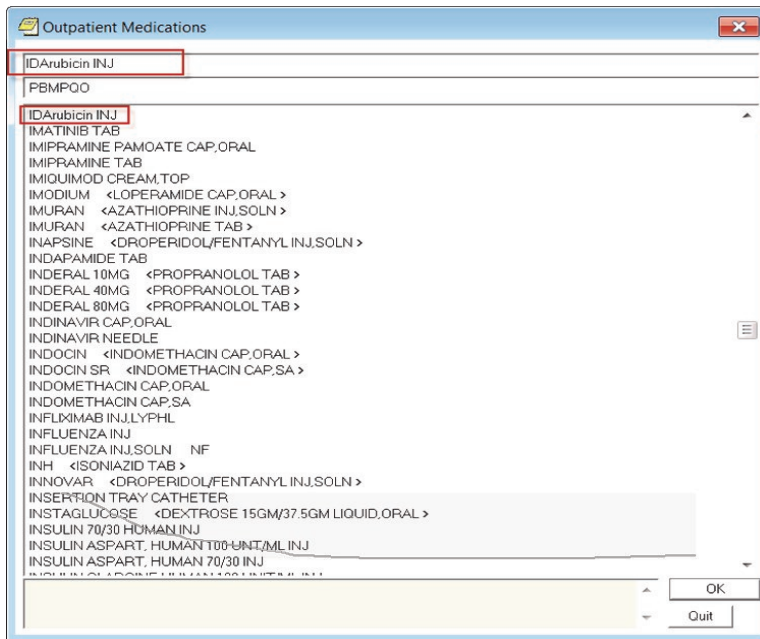 Outpatient Medications
IDArubicin INJ
PBMPQO
IDArubicin INJ
IMATINIB TAB
IMIPRAMINE PAMOATE CAP,ORAL
IMIPRAMINE TAB
IMIQUIMOD CREAM,TOP
IMODIUM <LOPERAMIDE CAP,ORAL>
IMURAN <AZATHIOPRINE INJ,SOLN>
IMURAN <AZATHIOPRINE TAB>
INAPSINE <DROPERIDOL/FENTANYL INJ,SOLN>
INDAPAMIDE TAB
INDERAL 10MG <PROPRANOLOL TAB>
INDERAL 40MG <PROPRANOLOL TAB>
INDERAL 80MG <PROPRANOLOL TAB>
INDINAVIR CAP,ORAL
INDINAVIR NEEDLE
INDOCIN <INDOMETHACIN CAP,ORAL>
INDOCIN SR <INDOMETHACIN CAP,SA>
INDOMETHACIN CAP,ORAL
INDOMETHACIN CAP,SA
INFLIXIMAB INJ,LYPHL
INFLUENZA INJ
INFLUENZA INJ,SOLN NF
INH <ISONIAZID TAB>
INNOVAR <DROPERIDOL/FENTANYL INJ,SOLN>
INSERTION TRAY CATHETER
INSTAGLUCOSE <DEXTROSE 15GM/37.5GM LIQUID,ORAL>
INSULIN 70/30 HUMAN INJ
INSULIN ASPART, HUMAN 100 UNT/ML INJ
INSULIN ASPART, HUMAN 70/30 INJ
OK
Quit